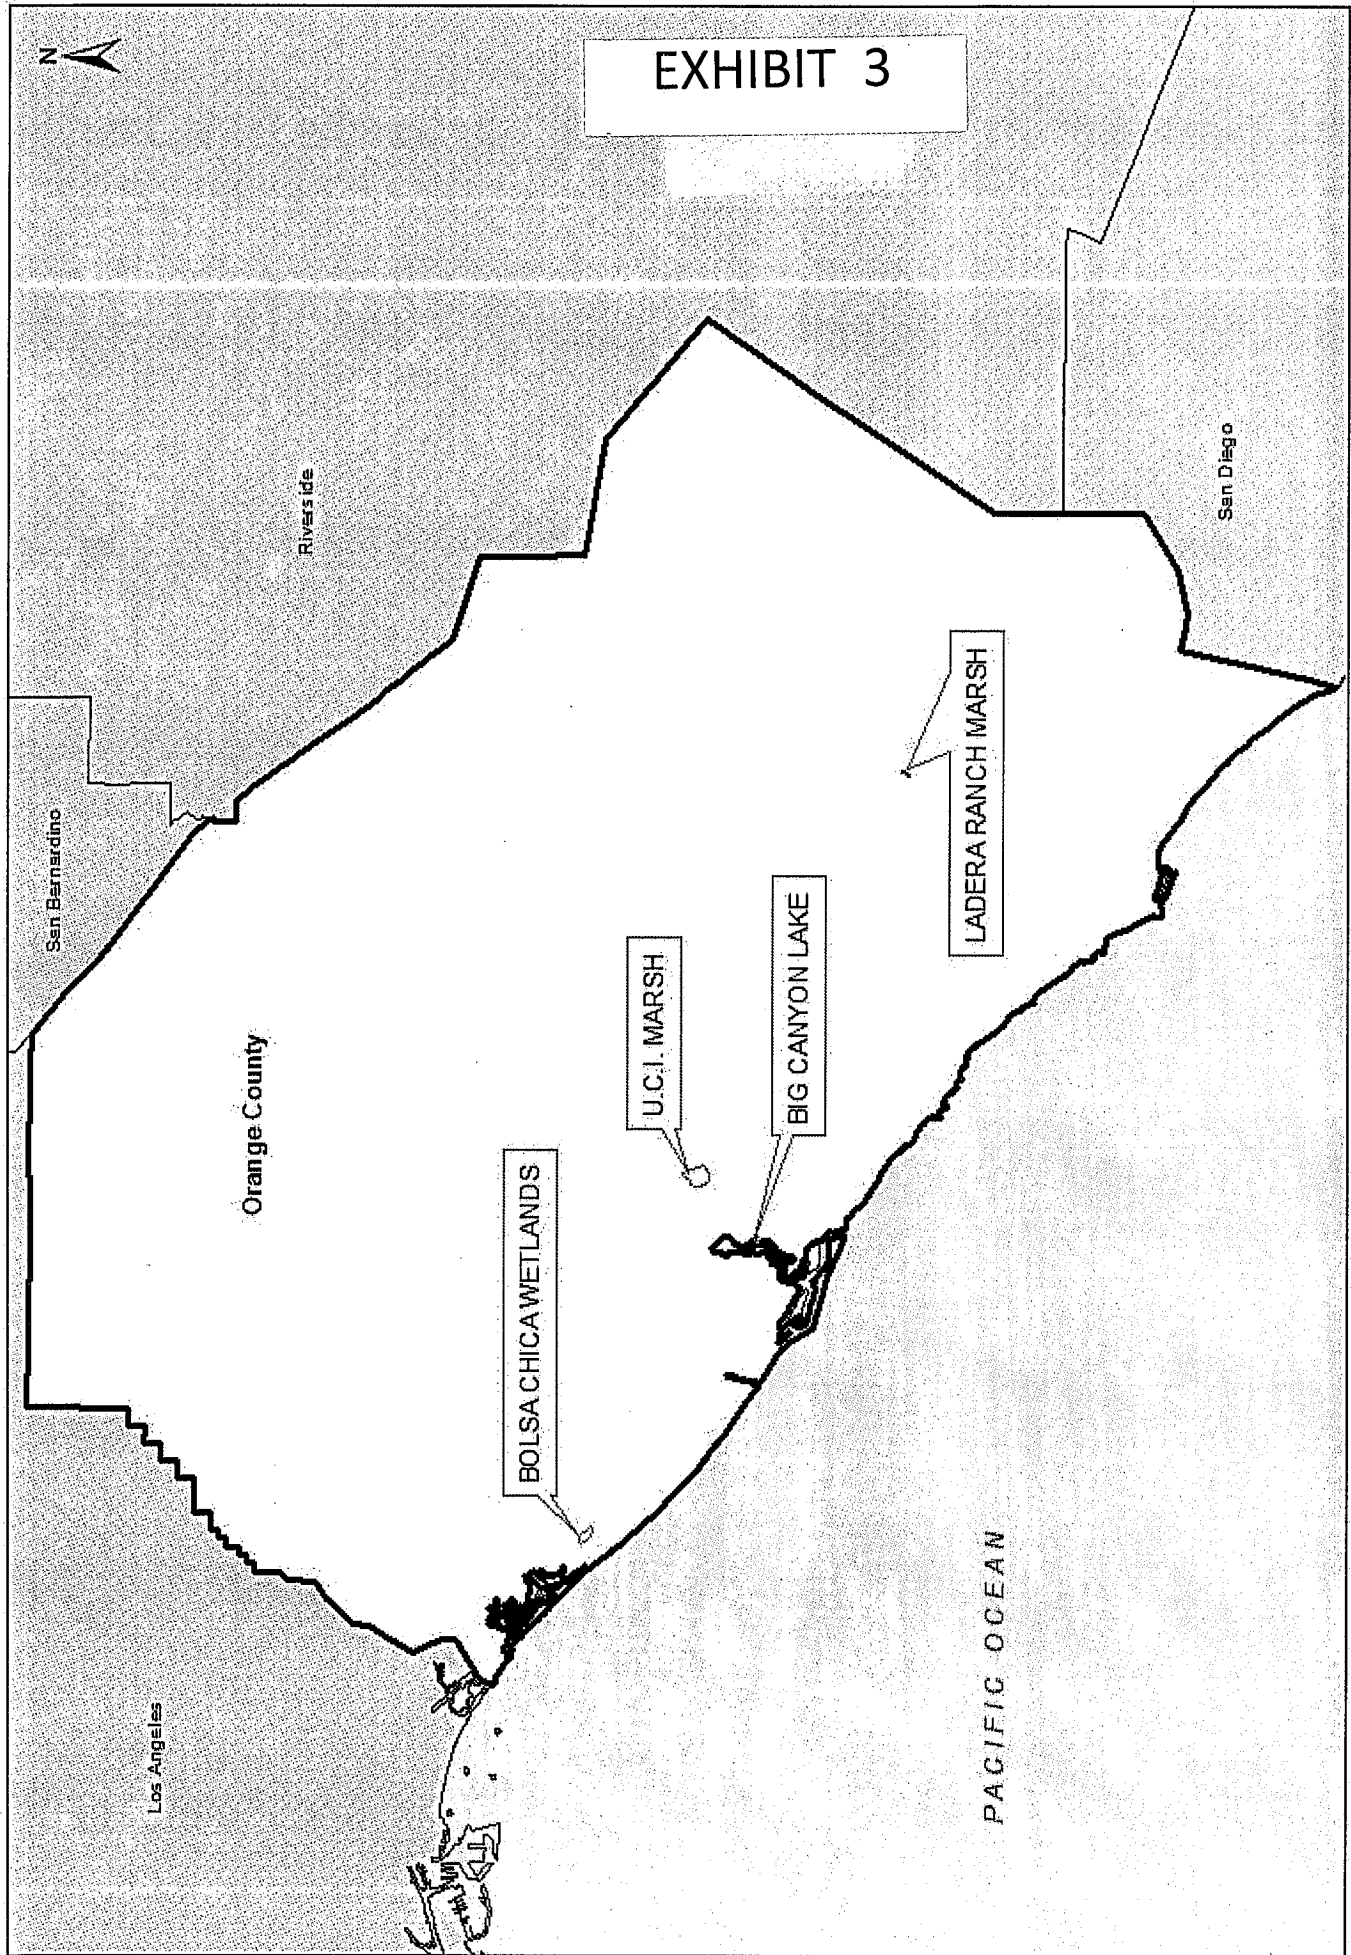 EXHIBIT 3
N
San Bernardino
Riverside
Los Angeles
Orange County
BOLSA CHICA WETLANDS
U.C.I. MARSH
BIG CANYON LAKE
LADERA RANCH MARSH
San Diego
PACIFIC OCEAN